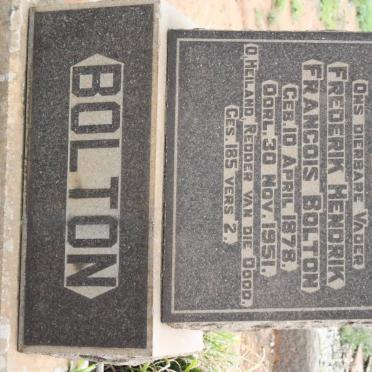 Ons dierbare Vader
FREDERIK HENDRIK
FRANCOIS BOLTON
GEB. 10 APRIL 1878.
OORL. 30 NOV. 1951.
O, Heiland, Redder van die Dood,
Ges 185 vers 2.
BOLTON